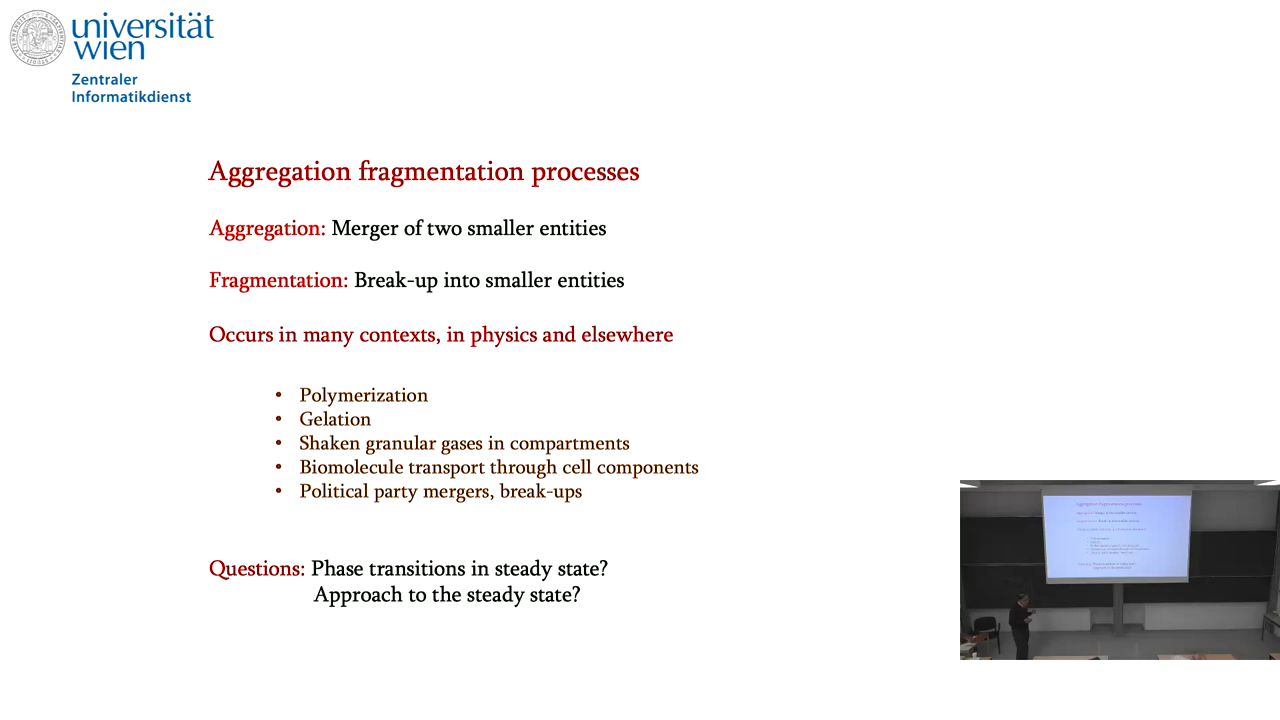 universität
wien
Zentraler
Informatikdienst
Aggregation fragmentation processes
Aggregation: Merger of two smaller entities
Fragmentation: Break-up into smaller entities
Occurs in many contexts, in physics and elsewhere
• Polymerization
• Gelation
• Shaken granular gases in compartments
• Biomolecule transport through cell components
• Political party mergers, break-ups
Questions: Phase transitions in steady state?
Approach to the steady state?